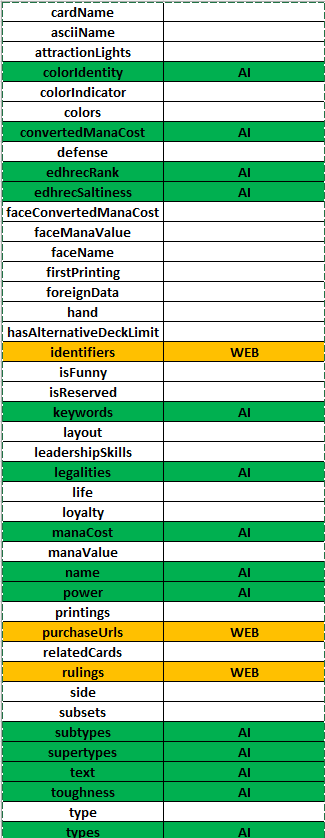 cardName
asciiName
attractionLights
colorIdentity AI
colorIndicator
colors
convertedManaCost AI
defense
edhrecRank AI
edhrecSaltiness AI
faceConvertedManaCost
faceManaValue
faceName
firstPrinting
foreignData
hand
hasAlternativeDeckLimit
identifiers WEB
isFunny
isReserved
keywords AI
layout
leadershipSkills
legalities AI
life
loyalty
manaCost AI
manaValue
name AI
power AI
printings
purchaseUrls WEB
relatedCards
rulings WEB
side
subsets
subtypes AI
supertypes AI
text AI
toughness AI
type
types AI